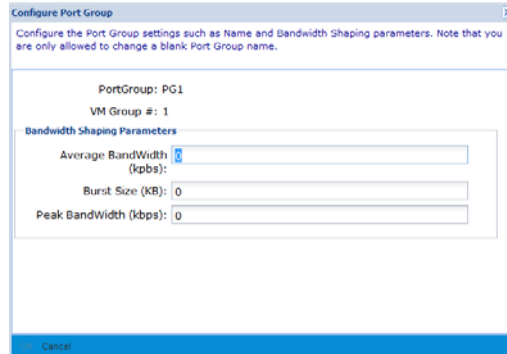 Configure Port Group
Configure the Port Group settings such as Name and Bandwidth Shaping parameters. Note that you
are only allowed to change a blank Port Group name.
PortGroup: PG1
VM Group #: 1
Bandwidth Shaping Parameters
Average BandWidth 0
(kpbs):
Burst Size (KB): 0
Peak BandWidth (kbps): 0
Cancel